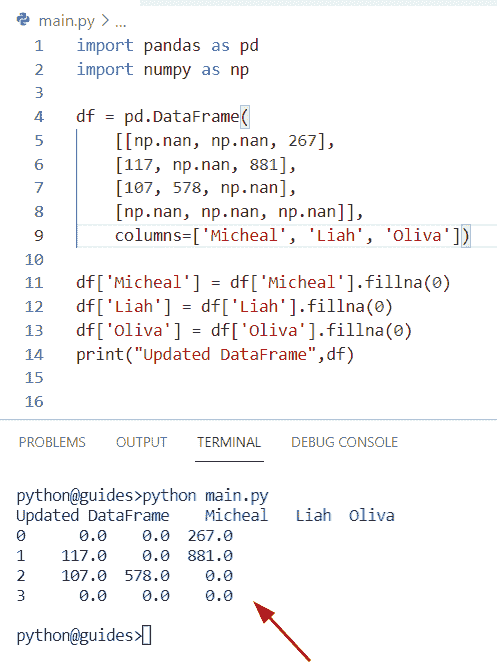 main.py > ...
1 import pandas as pd
2 import numpy as np
3
4 df = pd.DataFrame(
5     [[np.nan, np.nan, 267],
6     [117, np.nan, 881],
7     [107, 578, np.nan],
8     [np.nan, np.nan, np.nan]],
9     columns=['Micheal', 'Liah', 'Oliva'])
10
11 df['Micheal'] = df['Micheal'].fillna(0)
12 df['Liah'] = df['Liah'].fillna(0)
13 df['Oliva'] = df['Oliva'].fillna(0)
14 print("Updated DataFrame",df)
15
16
PROBLEMS OUTPUT TERMINAL DEBUG CONSOLE
python@guides>python main.py
Updated DataFrame    Micheal   Liah  Oliva
0     0.0    0.0  267.0
1   117.0    0.0  881.0
2   107.0  578.0    0.0
3     0.0    0.0    0.0
python@guides>